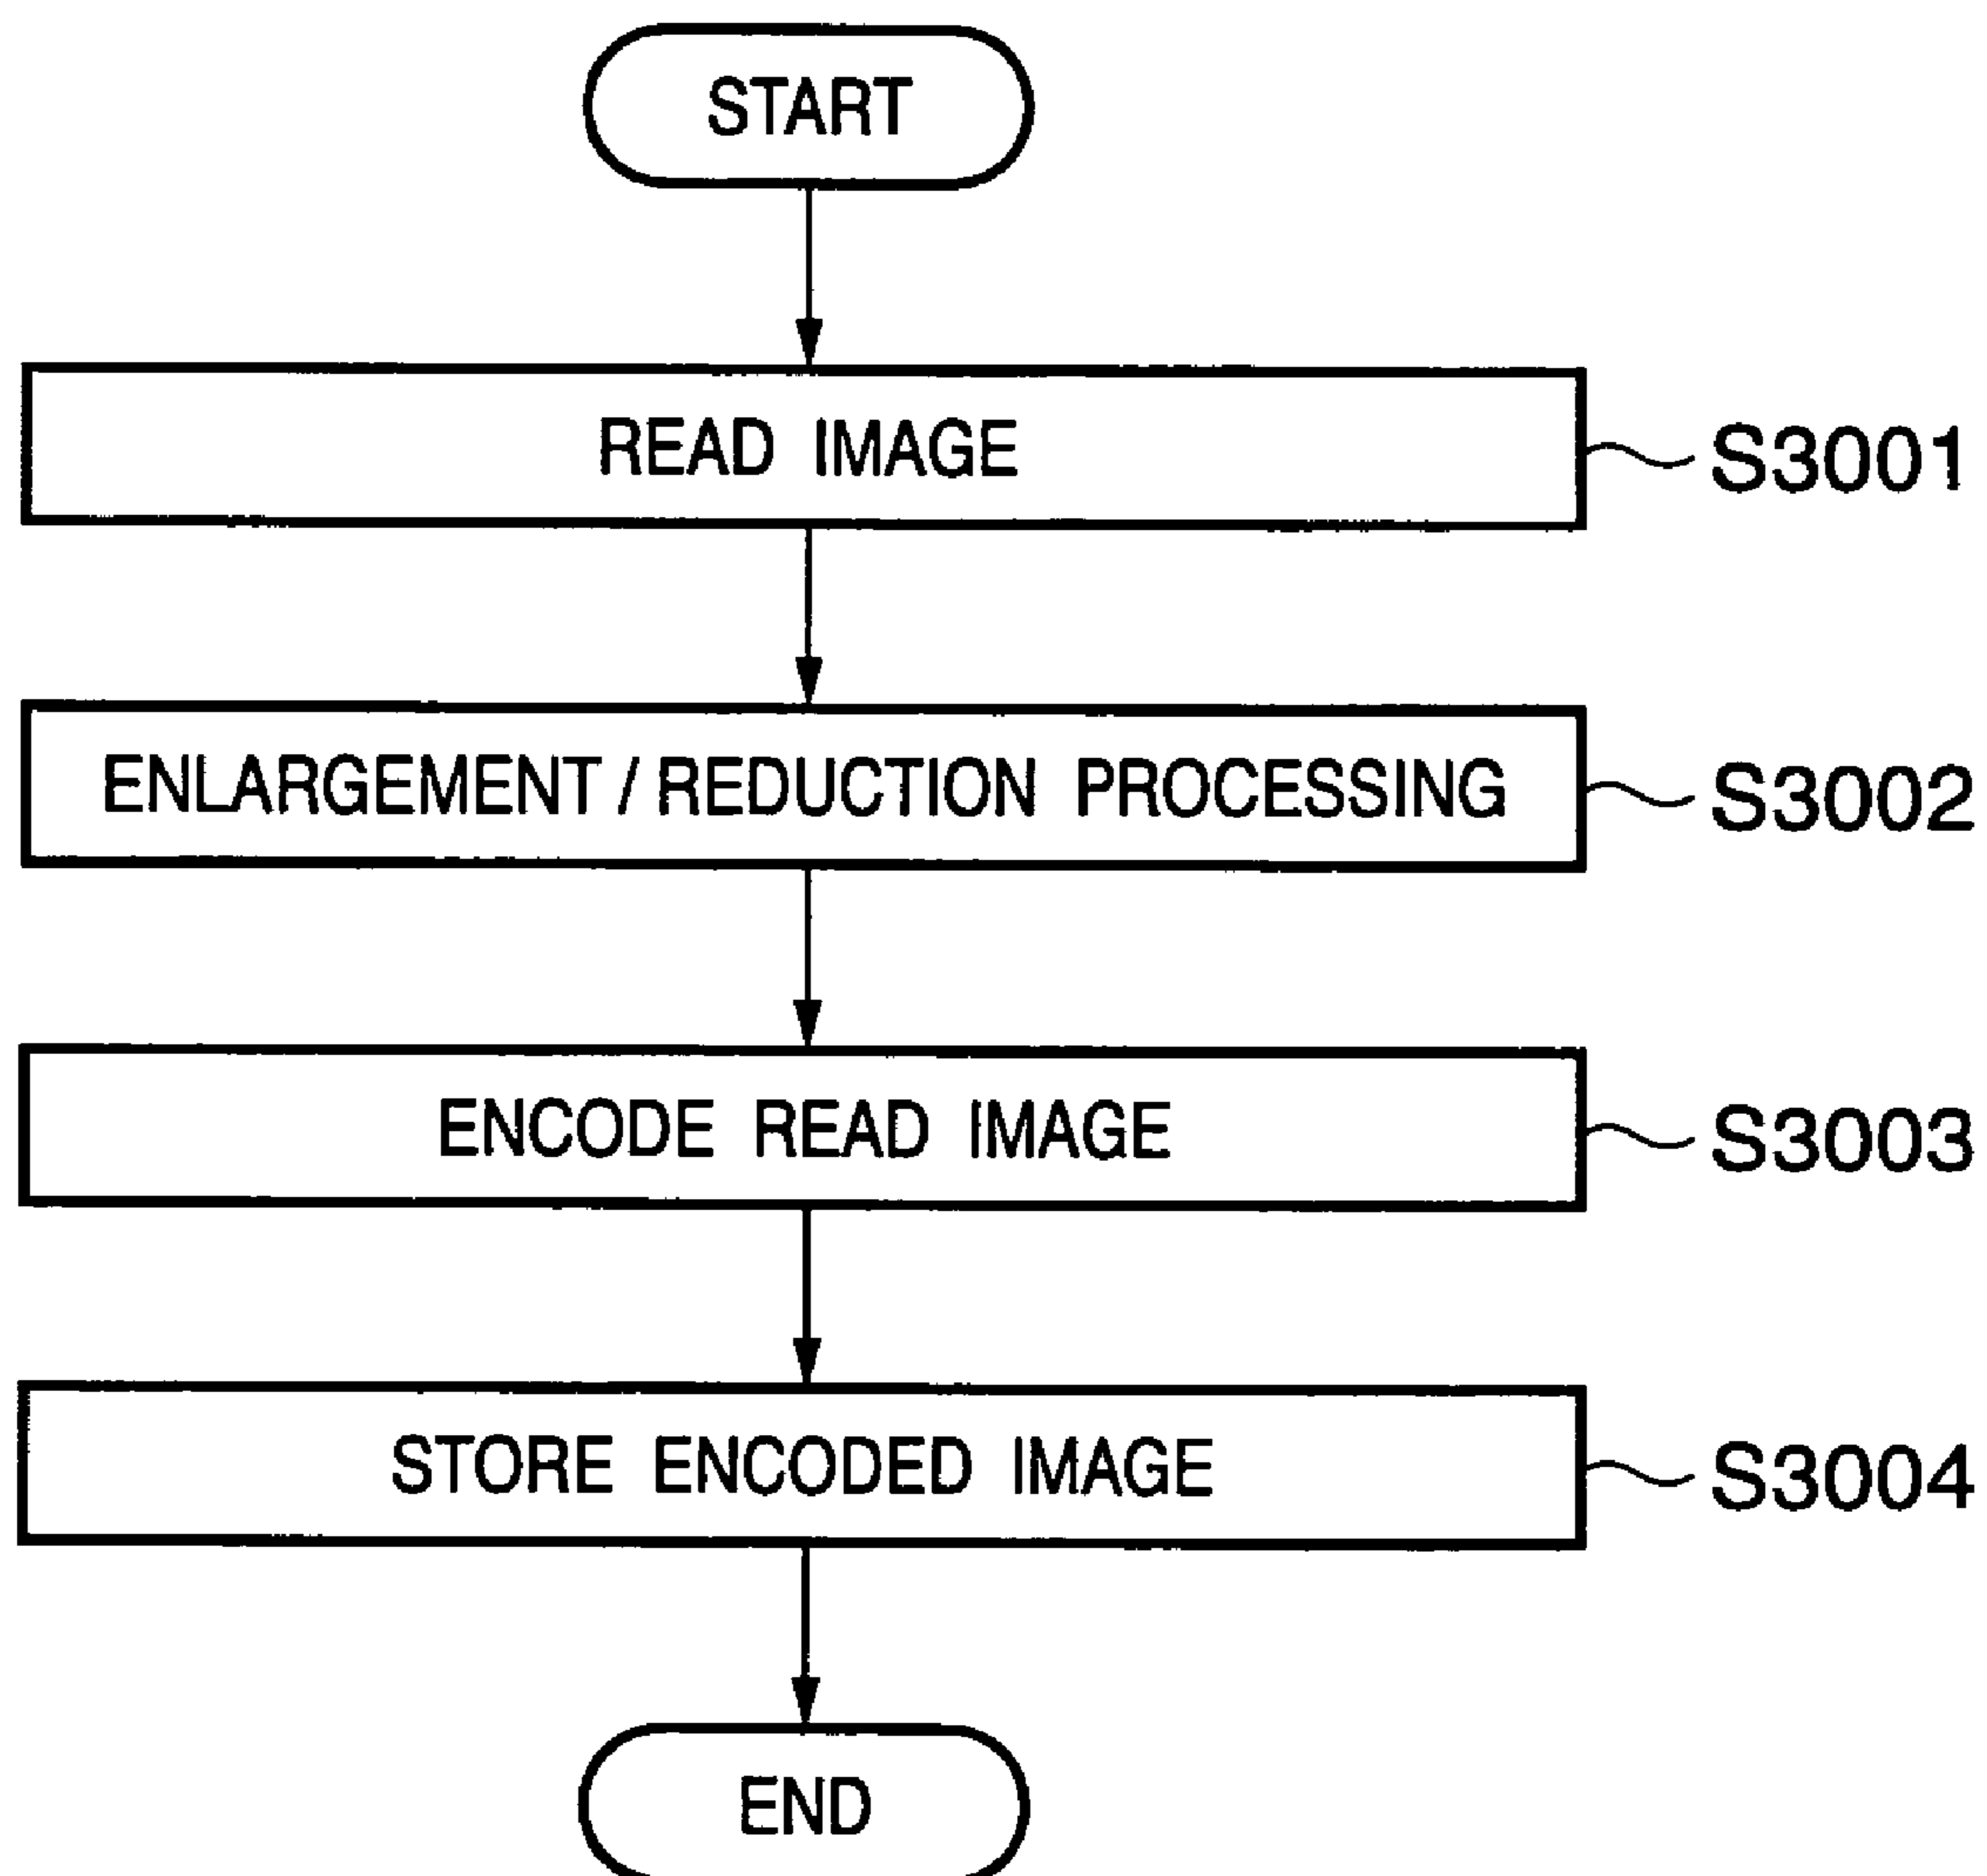 START
READ IMAGE S3001
ENLARGEMENT / REDUCTION PROCESSING S3002
ENCODE READ IMAGE S3003
STORE ENCODED IMAGE S3004
END